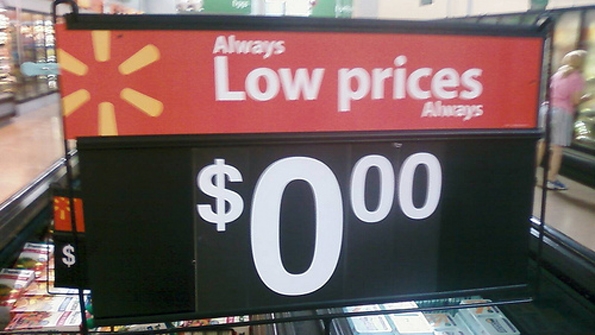 Always
Low prices
Always
$0 00
$